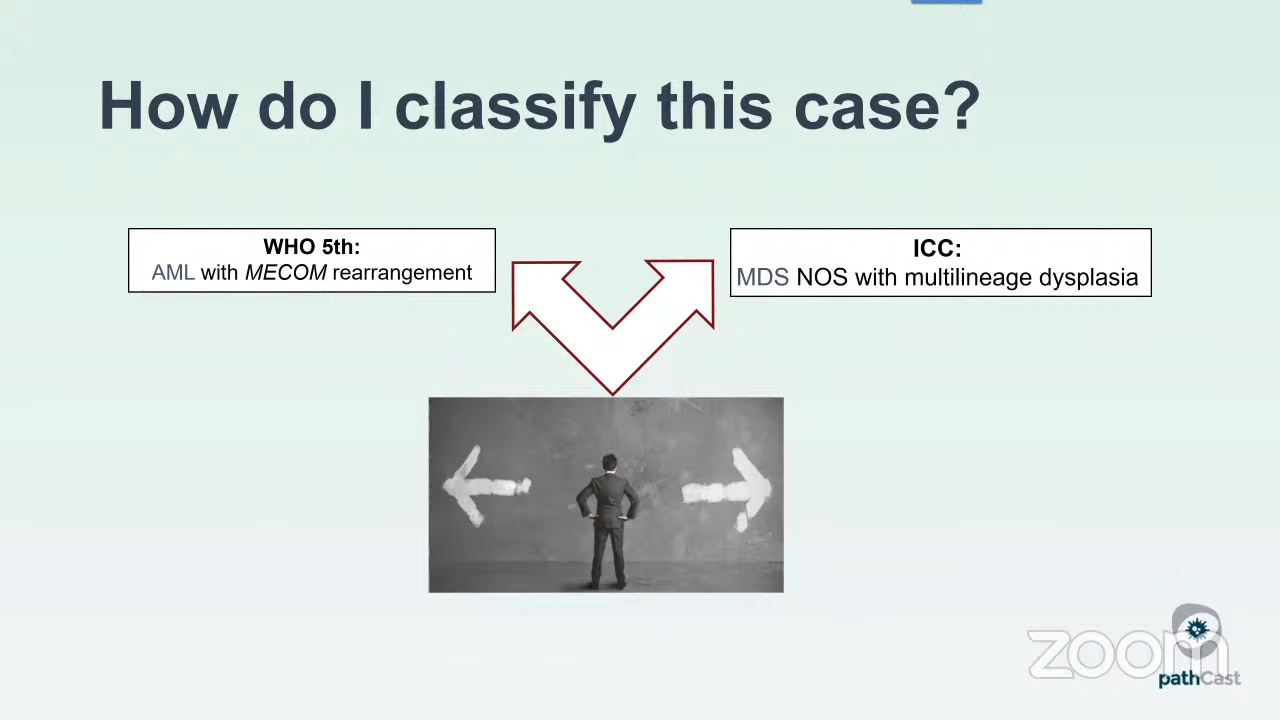 How do I classify this case?
WHO 5th:
AML with MECOM rearrangement
ICC:
MDS NOS with multilineage dysplasia
zoom
pathCast